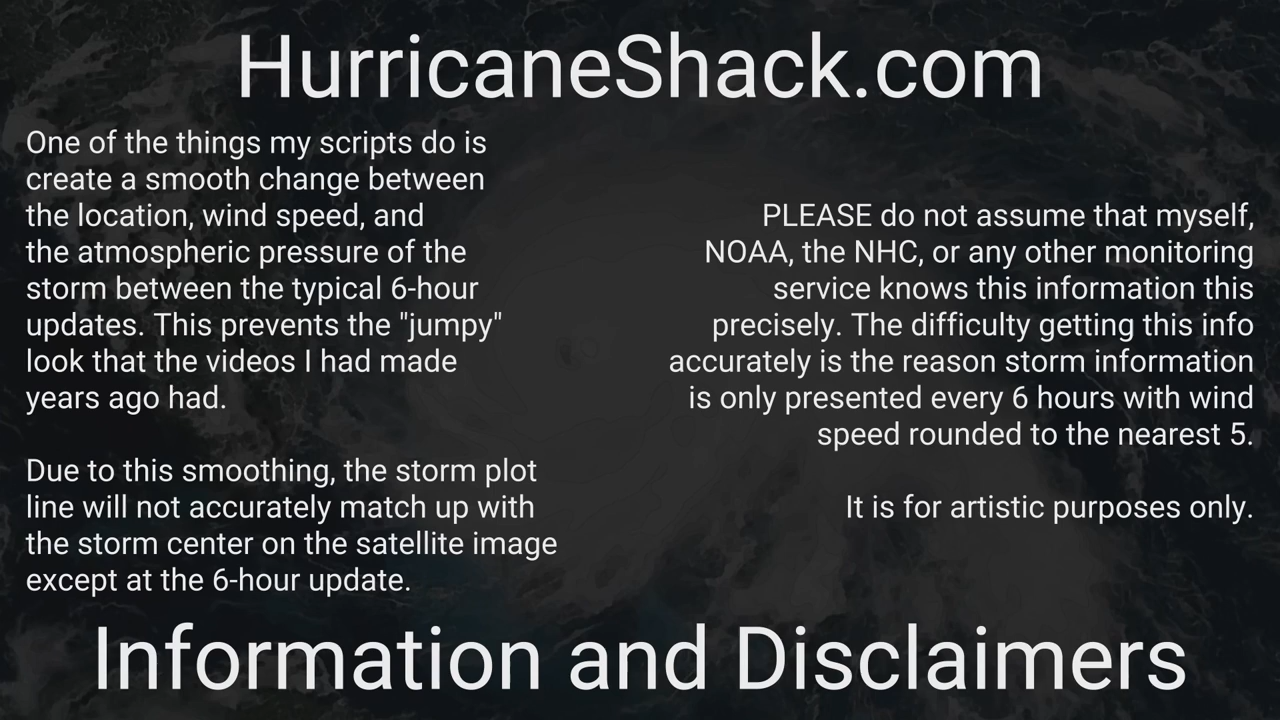 HurricaneShack.com
One of the things my scripts do is
create a smooth change between
the location, wind speed, and
the atmospheric pressure of the
storm between the typical 6-hour
updates. This prevents the "jumpy"
look that the videos I had made
years ago had.
Due to this smoothing, the storm plot
line will not accurately match up with
the storm center on the satellite image
except at the 6-hour update.
PLEASE do not assume that myself,
NOAA, the NHC, or any other monitoring
service knows this information this
precisely. The difficulty getting this info
accurately is the reason storm information
is only presented every 6 hours with wind
speed rounded to the nearest 5.
It is for artistic purposes only.
Information and Disclaimers